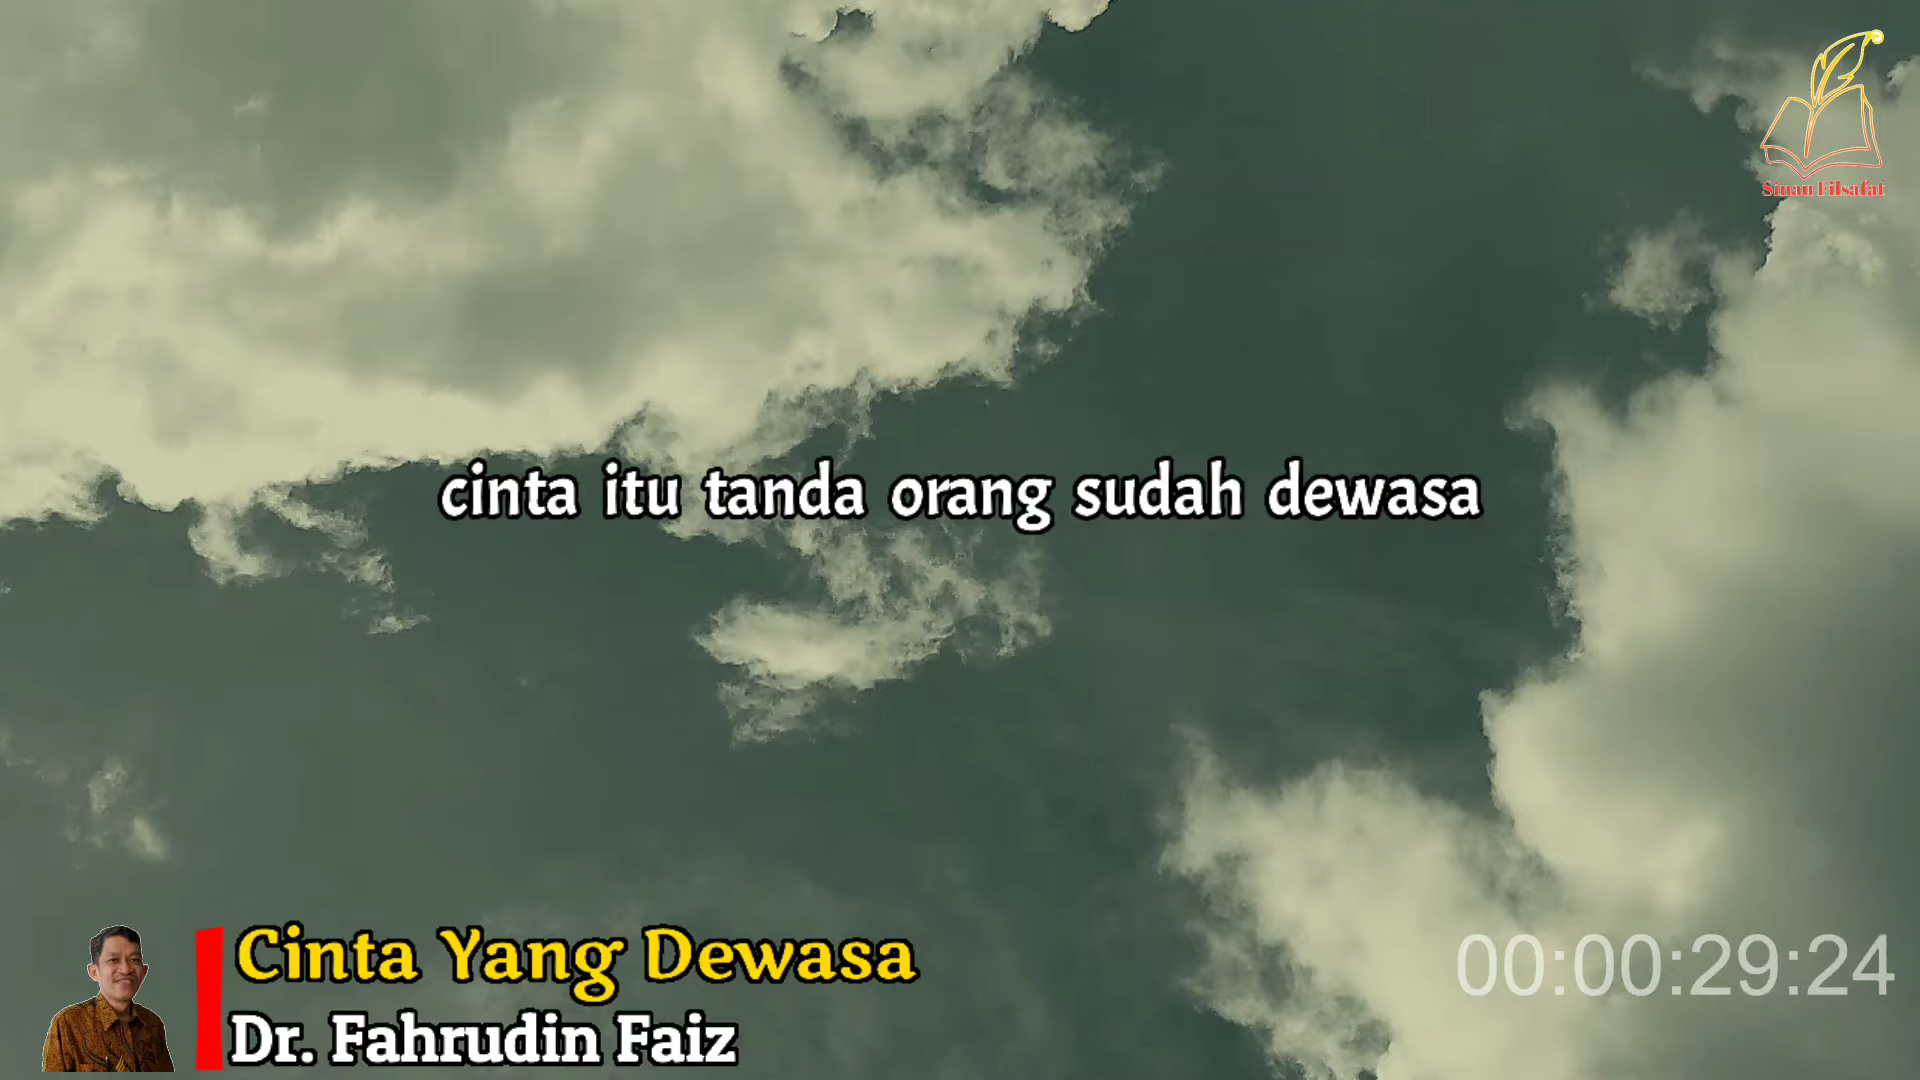 Sinau Filsafat
cinta itu tanda orang sudah dewasa
Cinta Yang Dewasa
Dr. Fahrudin Faiz
00:00:29:24